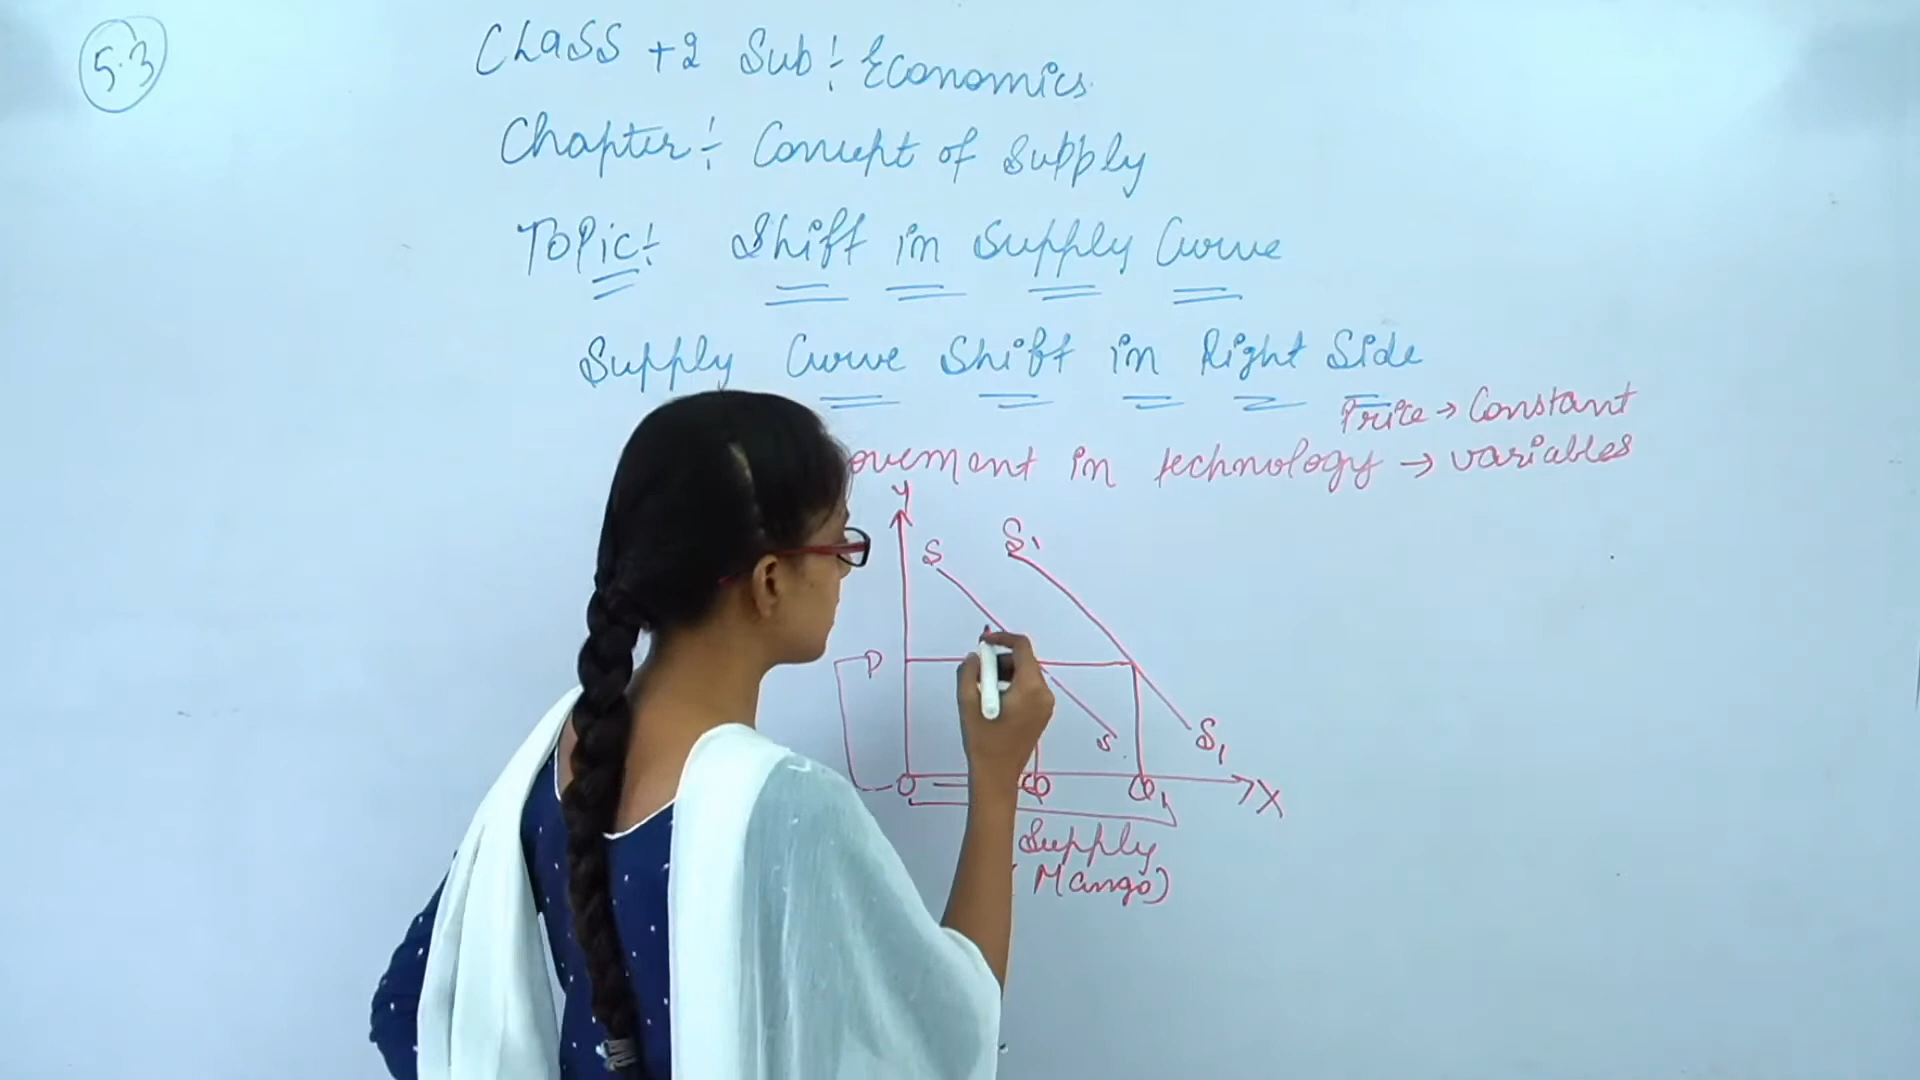 5.3
Class +2 Sub:- Economics
Chapter:- Concept of Supply
Topic:- Shift in Supply Curve
Supply Curve Shift in Right Side
Price → Constant
in technology → variables
Y
S S1
P
S S1
O Q Q1 X
Supply
(Mango)